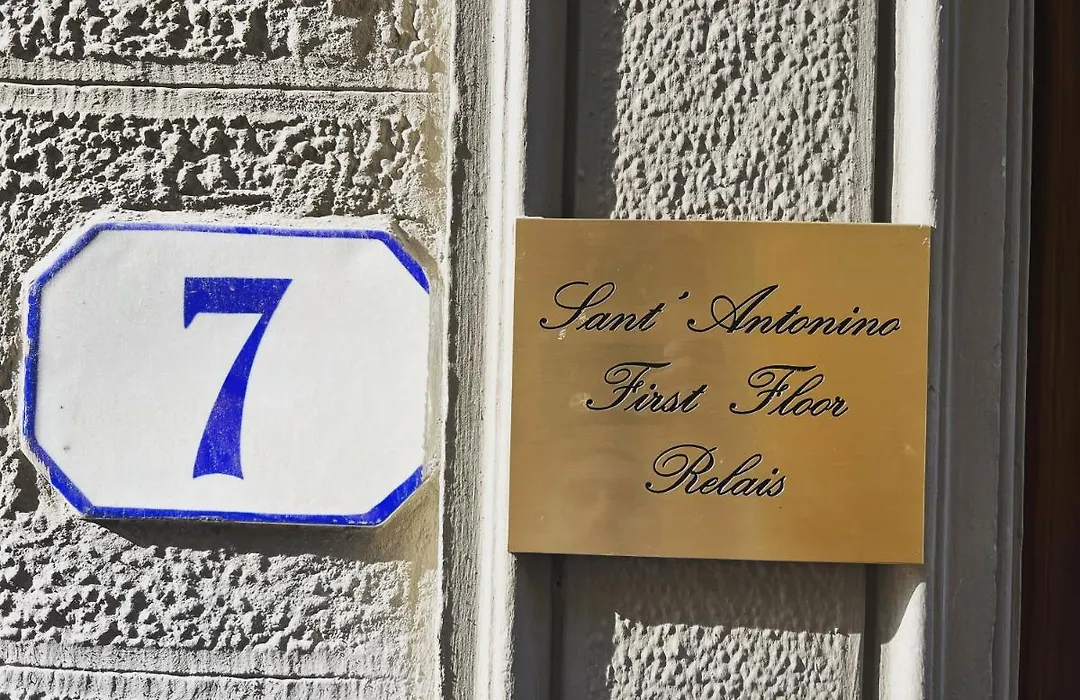 7
Sant' Antonino
First Floor
Relais